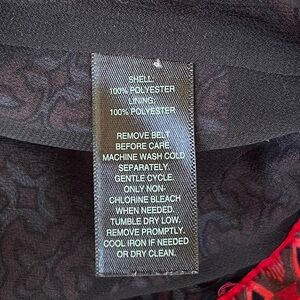 SHELL:
100% POLYESTER
LINING:
100% POLYESTER
REMOVE BELT
BEFORE CARE.
MACHINE WASH COLD
SEPARATELY.
GENTLE CYCLE.
ONLY NON-
CHLORINE BLEACH
WHEN NEEDED.
TUMBLE DRY LOW.
REMOVE PROMPTLY.
COOL IRON IF NEEDED
OR DRY CLEAN.